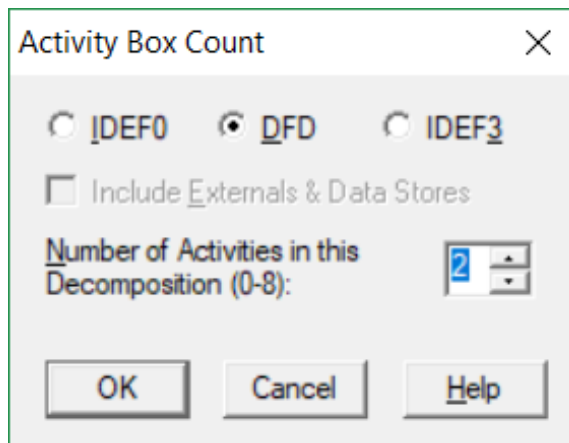 Activity Box Count
IDEF0 DFD IDEF3
Include Externals & Data Stores
Number of Activities in this
Decomposition (0-8):
2
OK Cancel Help